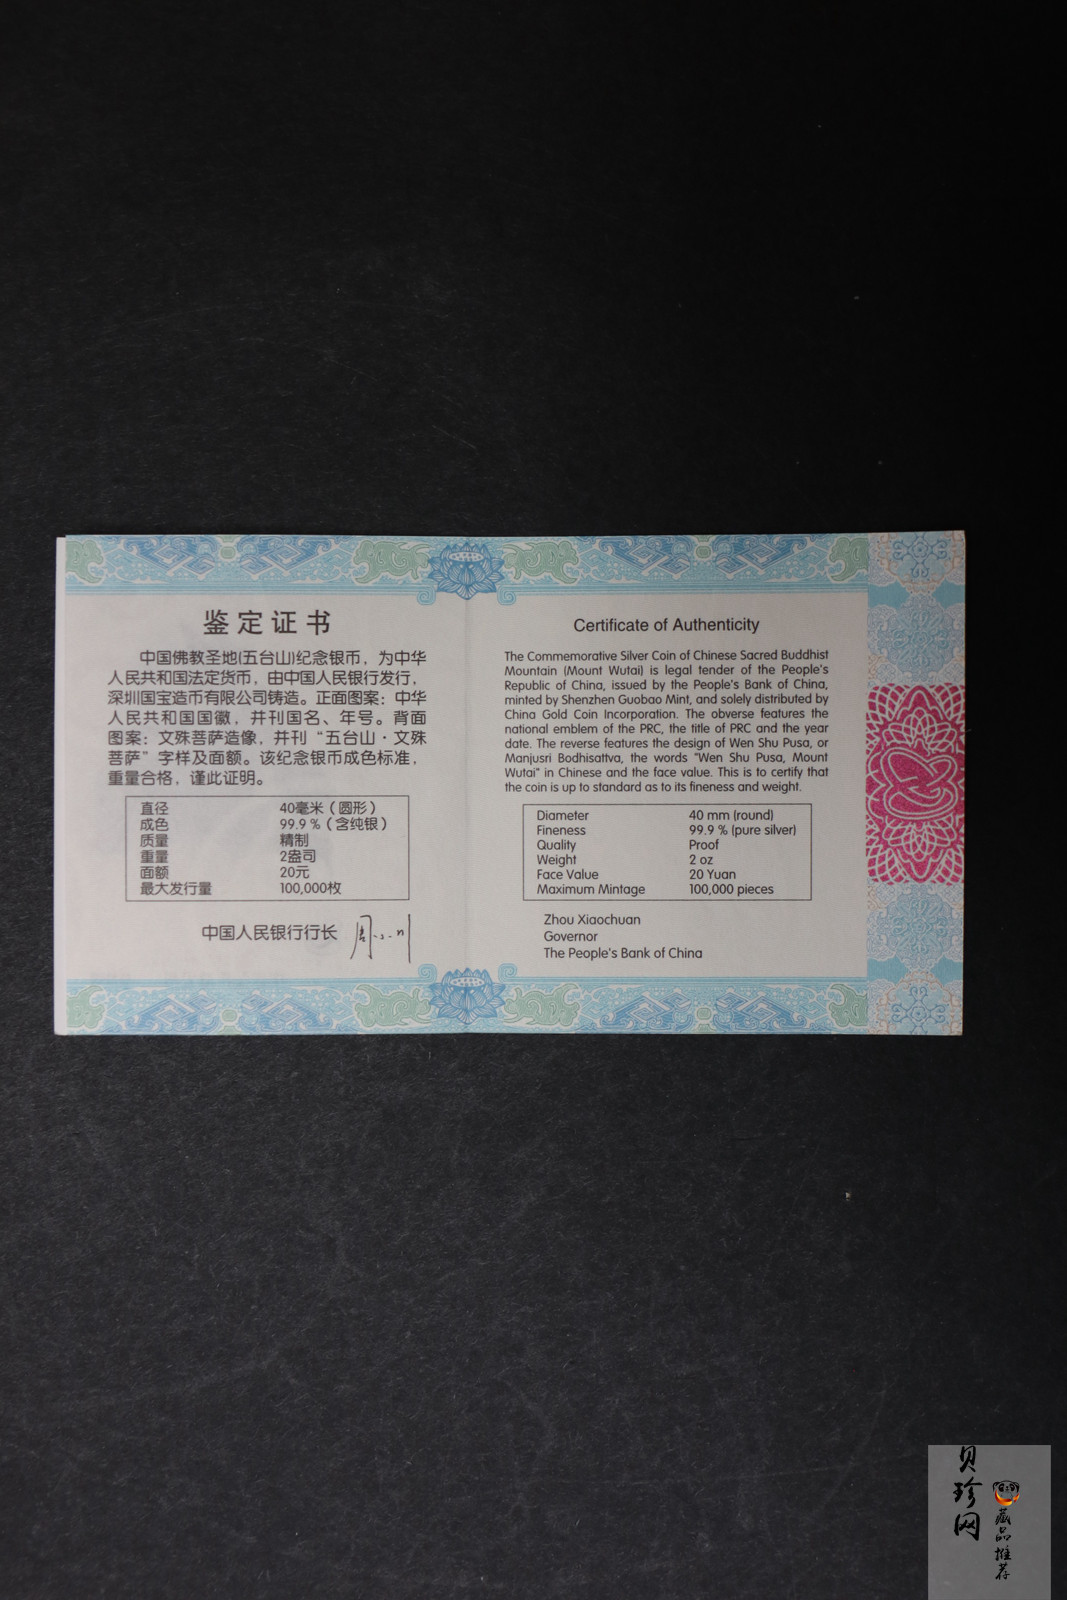 鉴定证书
中国佛教圣地(五台山)纪念银币，为中华
人民共和国法定货币，由中国人民银行发行，
深圳国宝造币有限公司铸造。正面图案：中华
人民共和国国徽，并刊国名、年号。背面
图案：文殊菩萨造像，并刊“五台山·文殊
菩萨”字样及面额。该纪念银币成色标准，
重量合格，谨此证明。
直径 40毫米（圆形）
成色 99.9%（含纯银）
质量 精制
重量 2盎司
面额 20元
最大发行量 100,000枚
中国人民银行行长
Certificate of Authenticity
The Commemorative Silver Coin of Chinese Sacred Buddhist
Mountain (Mount Wutai) is legal tender of the People's
Republic of China, issued by the People's Bank of China,
minted by Shenzhen Guobao Mint, and solely distributed by
China Gold Coin Incorporation. The obverse features the
national emblem of the PRC, the title of PRC and the year
date. The reverse features the design of Wen Shu Pusa, or
Manjusri Bodhisattva, the words "Wen Shu Pusa, Mount
Wutai" in Chinese and the face value. This is to certify that
the coin is up to standard as to its fineness and weight.
Diameter 40 mm (round)
Fineness 99.9 % (pure silver)
Quality Proof
Weight 2 oz
Face Value 20 Yuan
Maximum Mintage 100,000 pieces
Zhou Xiaochuan
Governor
The People's Bank of China
贝珍网
藏品推荐